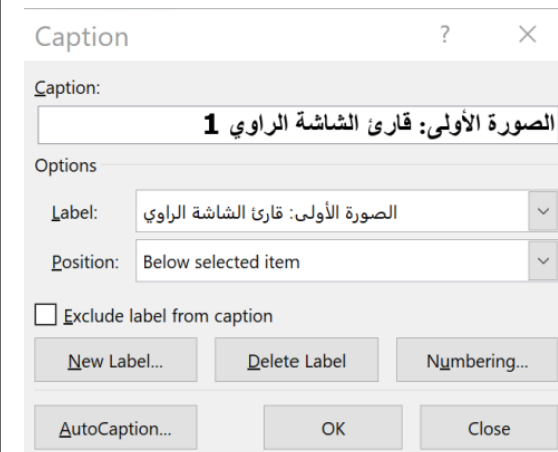 Caption ? ×
Caption:
الصورة الأولى: قارئ الشاشة الراوي 1
Options
Label: الصورة الأولى: قارئ الشاشة الراوي
Position: Below selected item
Exclude label from caption
New Label... Delete Label Numbering...
AutoCaption... OK Close